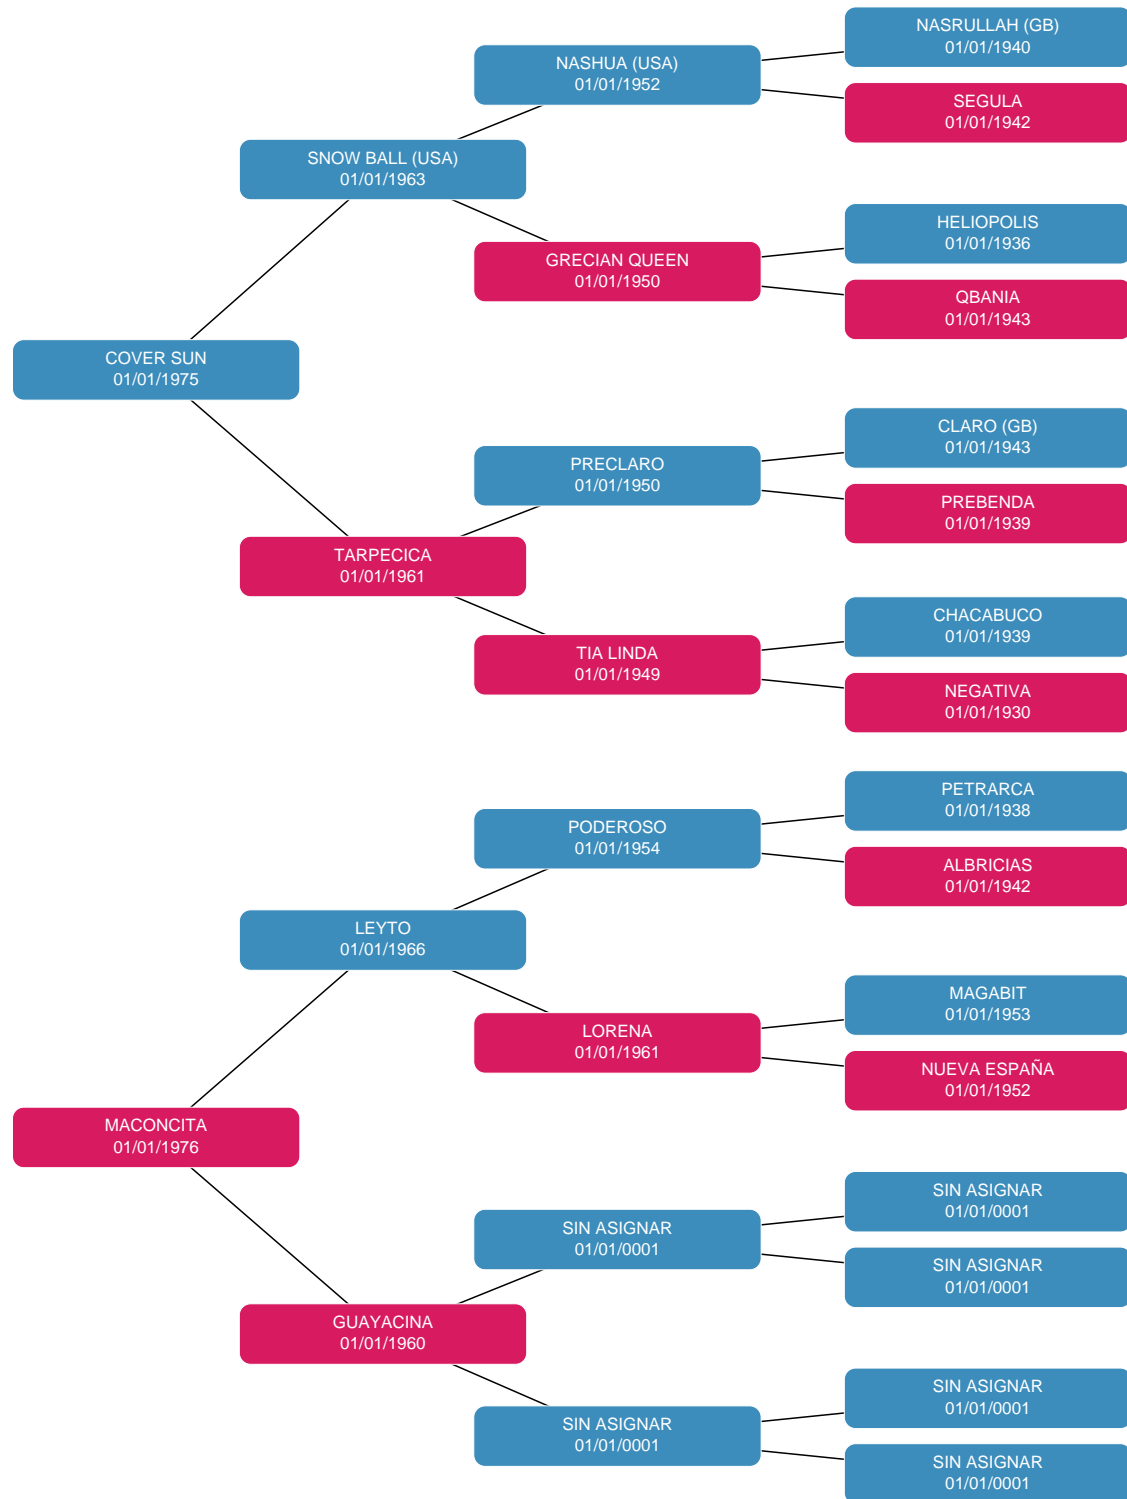 NASRULLAH (GB)
01/01/1940
NASHUA (USA)
01/01/1952
SEGULA
01/01/1942
SNOW BALL (USA)
01/01/1963
HELIOPOLIS
01/01/1936
GRECIAN QUEEN
01/01/1950
QBANIA
01/01/1943
COVER SUN
01/01/1975
CLARO (GB)
01/01/1943
PRECLARO
01/01/1950
PREBENDA
01/01/1939
TARPECICA
01/01/1961
CHACABUCO
01/01/1939
TIA LINDA
01/01/1949
NEGATIVA
01/01/1930
PETRARCA
01/01/1938
PODEROSO
01/01/1954
ALBRICIAS
01/01/1942
LEYTO
01/01/1966
MAGABIT
01/01/1953
LORENA
01/01/1961
NUEVA ESPAÑA
01/01/1952
MACONCITA
01/01/1976
SIN ASIGNAR
01/01/0001
SIN ASIGNAR
01/01/0001
SIN ASIGNAR
01/01/0001
GUAYACINA
01/01/1960
SIN ASIGNAR
01/01/0001
SIN ASIGNAR
01/01/0001
SIN ASIGNAR
01/01/0001